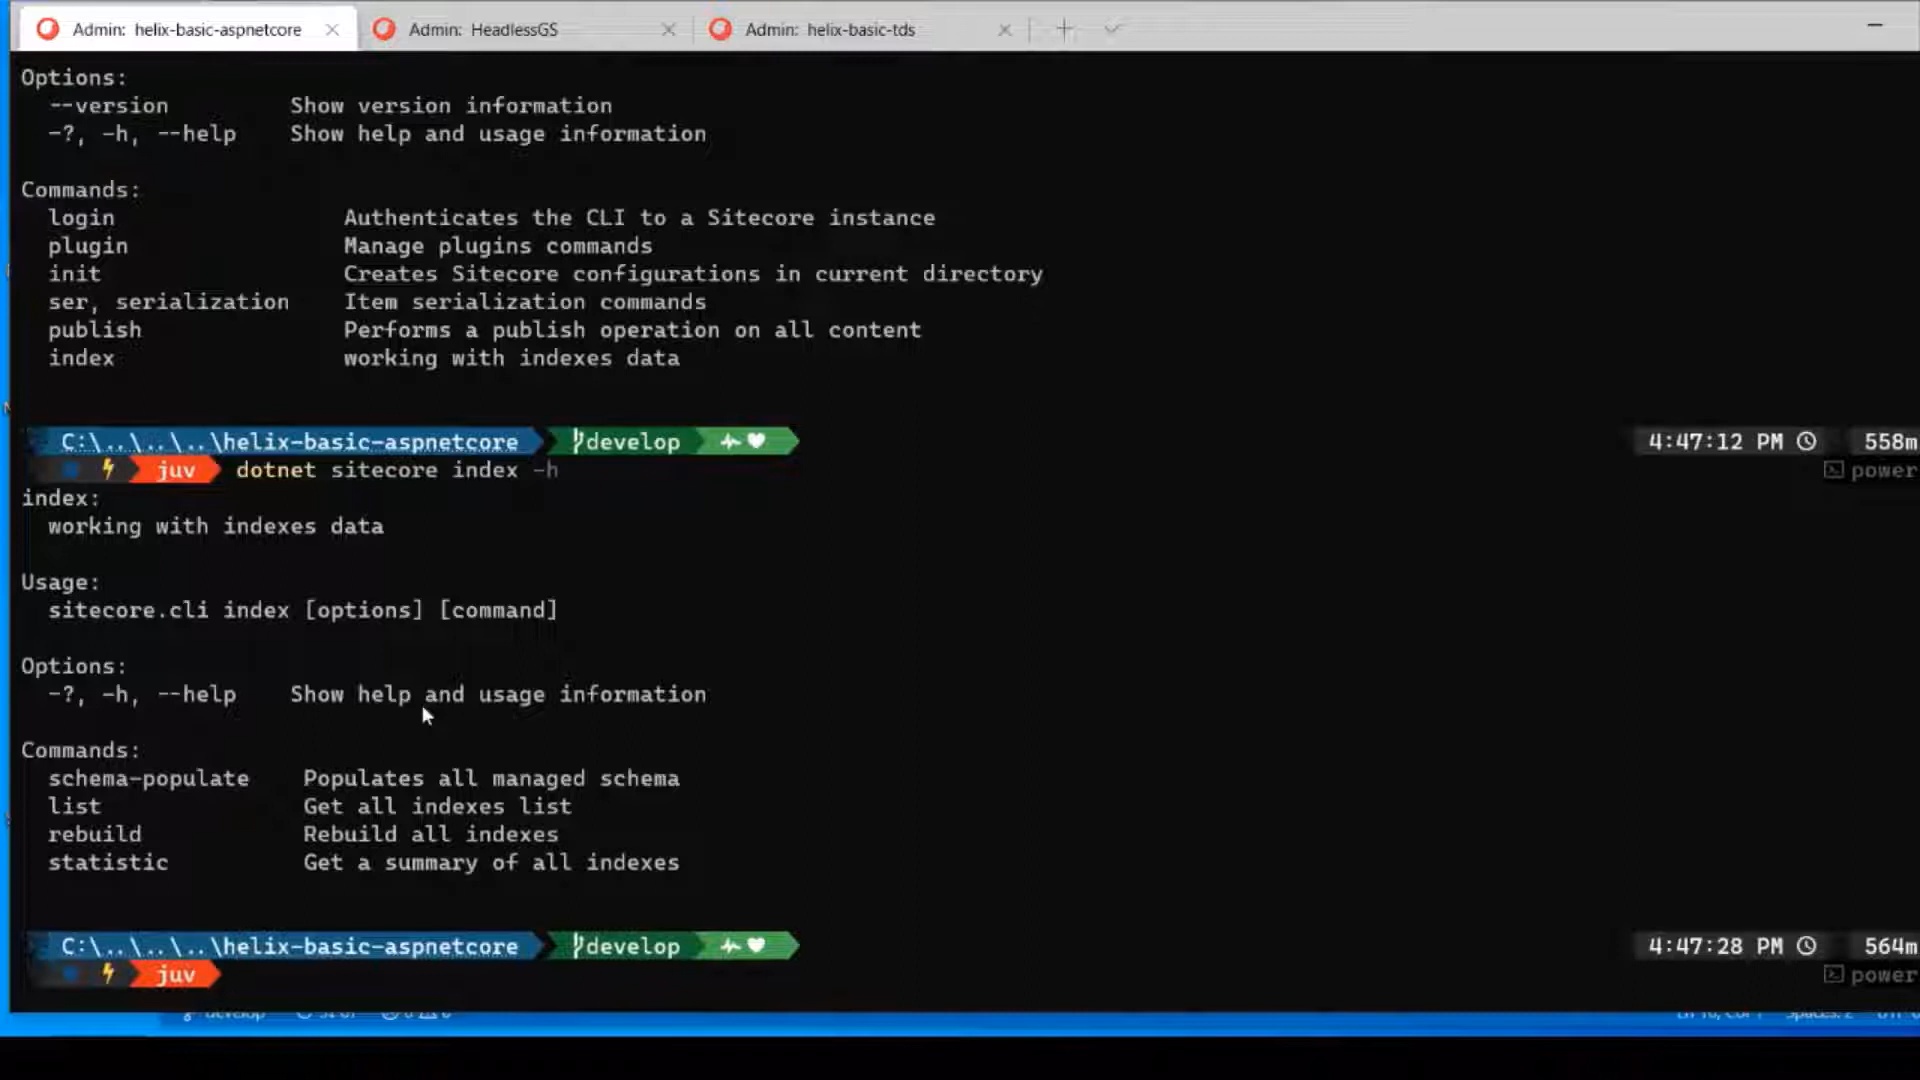 Admin: helix-basic-aspnetcore
Admin: HeadlessGS
Admin: helix-basic-tds
Options:
--version Show version information
-?, -h, --help Show help and usage information
Commands:
login Authenticates the CLI to a Sitecore instance
plugin Manage plugins commands
init Creates Sitecore configurations in current directory
ser, serialization Item serialization commands
publish Performs a publish operation on all content
index working with indexes data
C:\..\..\..\helix-basic-aspnetcore develop 4:47:12 PM 558m
juv dotnet sitecore index -h power
index:
working with indexes data
Usage:
sitecore.cli index [options] [command]
Options:
-?, -h, --help Show help and usage information
Commands:
schema-populate Populates all managed schema
list Get all indexes list
rebuild Rebuild all indexes
statistic Get a summary of all indexes
C:\..\..\..\helix-basic-aspnetcore develop 4:47:28 PM 564m
juv power
develop